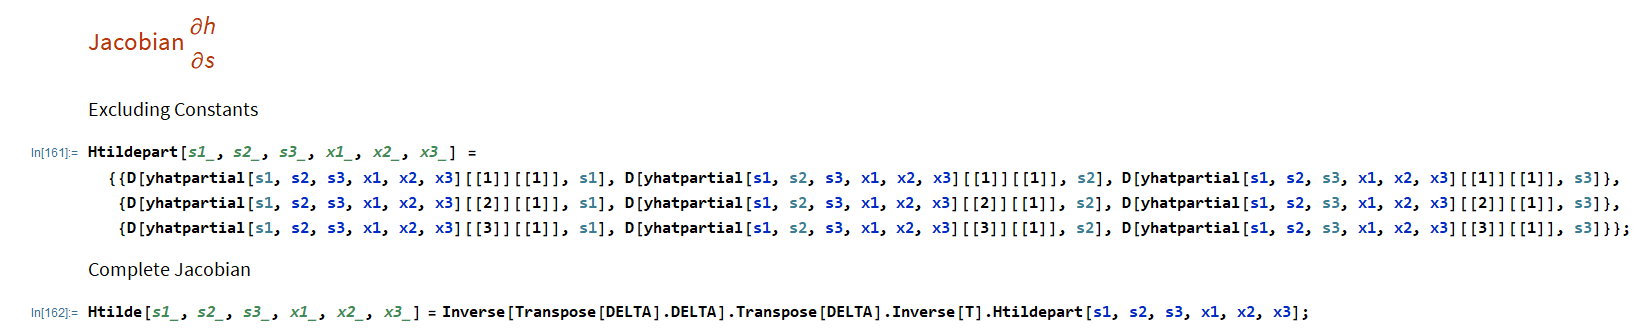 Jacobian ∂h
∂s
Excluding Constants
In[161]:= Htildepart[s1_, s2_, s3_, x1_, x2_, x3_] =
{{D[yhatpartial[s1, s2, s3, x1, x2, x3][[1]][[1]], s1], D[yhatpartial[s1, s2, s3, x1, x2, x3][[1]][[1]], s2], D[yhatpartial[s1, s2, s3, x1, x2, x3][[1]][[1]], s3]},
{D[yhatpartial[s1, s2, s3, x1, x2, x3][[2]][[1]], s1], D[yhatpartial[s1, s2, s3, x1, x2, x3][[2]][[1]], s2], D[yhatpartial[s1, s2, s3, x1, x2, x3][[2]][[1]], s3]},
{D[yhatpartial[s1, s2, s3, x1, x2, x3][[3]][[1]], s1], D[yhatpartial[s1, s2, s3, x1, x2, x3][[3]][[1]], s2], D[yhatpartial[s1, s2, s3, x1, x2, x3][[3]][[1]], s3]}};
Complete Jacobian
In[162]:= Htilde[s1_, s2_, s3_, x1_, x2_, x3_] = Inverse[Transpose[DELTA].DELTA].Transpose[DELTA].Inverse[T].Htildepart[s1, s2, s3, x1, x2, x3];